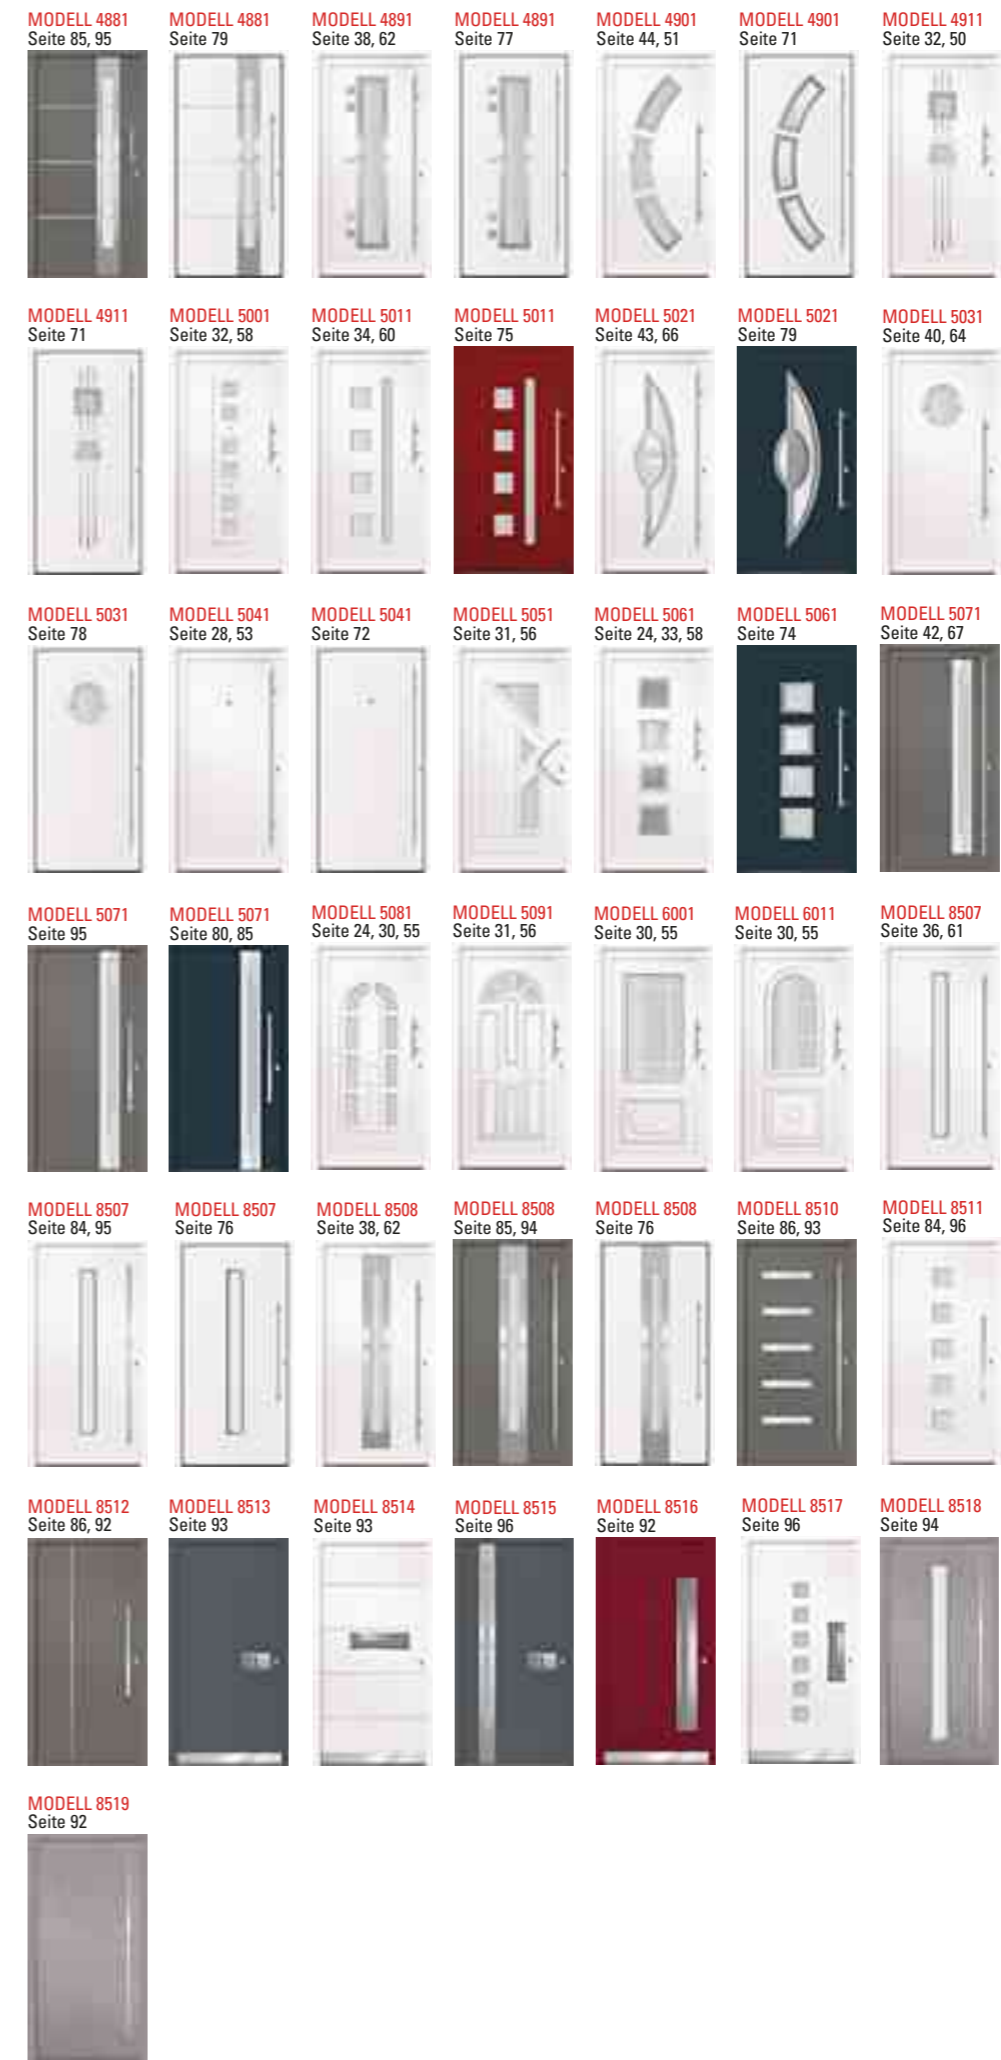 MODELL 4881
Seite 85, 95
MODELL 4881
Seite 79
MODELL 4891
Seite 38, 62
MODELL 4891
Seite 77
MODELL 4901
Seite 44, 51
MODELL 4901
Seite 71
MODELL 4911
Seite 32, 50
MODELL 4911
Seite 71
MODELL 5001
Seite 32, 58
MODELL 5011
Seite 34, 60
MODELL 5011
Seite 75
MODELL 5021
Seite 43, 66
MODELL 5021
Seite 79
MODELL 5031
Seite 40, 64
MODELL 5031
Seite 78
MODELL 5041
Seite 28, 53
MODELL 5041
Seite 72
MODELL 5051
Seite 31, 56
MODELL 5061
Seite 24, 33, 58
MODELL 5061
Seite 74
MODELL 5071
Seite 42, 67
MODELL 5071
Seite 95
MODELL 5071
Seite 80, 85
MODELL 5081
Seite 24, 30, 55
MODELL 5091
Seite 31, 56
MODELL 6001
Seite 30, 55
MODELL 6011
Seite 30, 55
MODELL 8507
Seite 36, 61
MODELL 8507
Seite 84, 95
MODELL 8507
Seite 76
MODELL 8508
Seite 38, 62
MODELL 8508
Seite 85, 94
MODELL 8508
Seite 76
MODELL 8510
Seite 86, 93
MODELL 8511
Seite 84, 96
MODELL 8512
Seite 86, 92
MODELL 8513
Seite 93
MODELL 8514
Seite 93
MODELL 8515
Seite 96
MODELL 8516
Seite 92
MODELL 8517
Seite 96
MODELL 8518
Seite 94
MODELL 8519
Seite 92